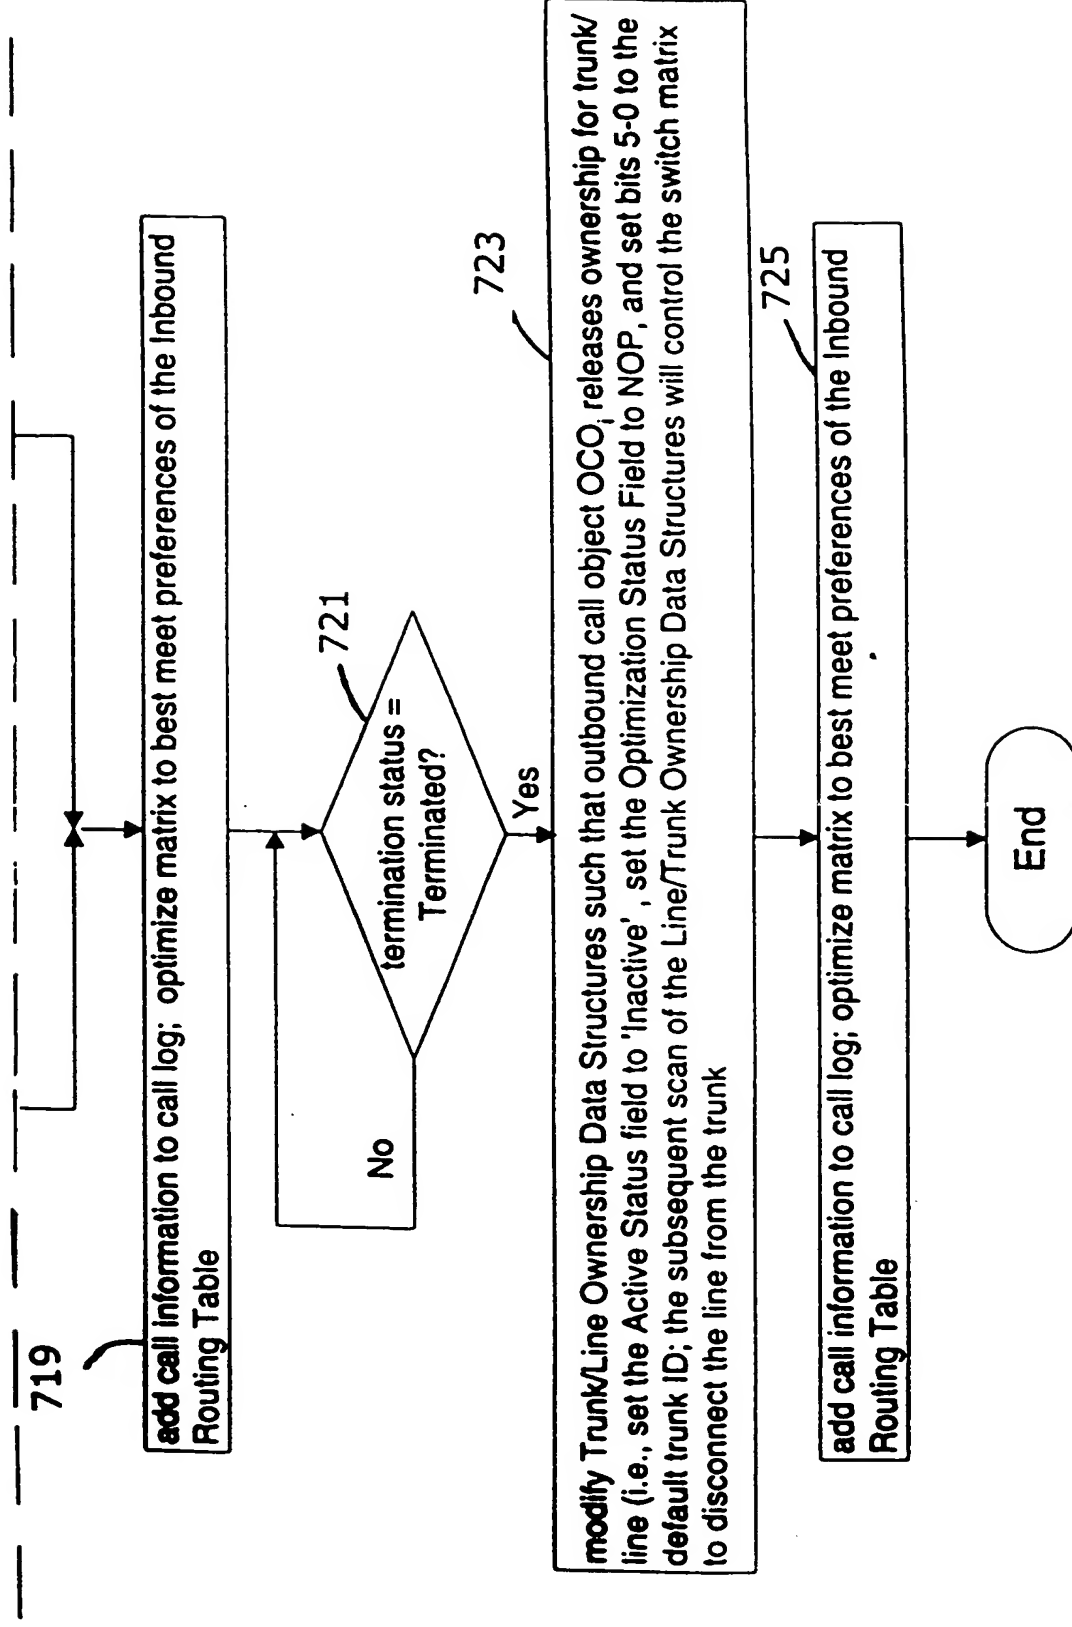 719
add call information to call log; optimize matrix to best meet preferences of the Inbound
Routing Table
721
termination status =
Terminated?
No
Yes
723
modify Trunk/Line Ownership Data Structures such that outbound call object OCOi releases ownership for trunk/
line (i.e., set the Active Status field to 'Inactive', set the Optimization Status Field to NOP, and set bits 5-0 to the
default trunk ID; the subsequent scan of the Line/Trunk Ownership Data Structures will control the switch matrix
to disconnect the line from the trunk
725
add call information to call log; optimize matrix to best meet preferences of the Inbound
Routing Table
End